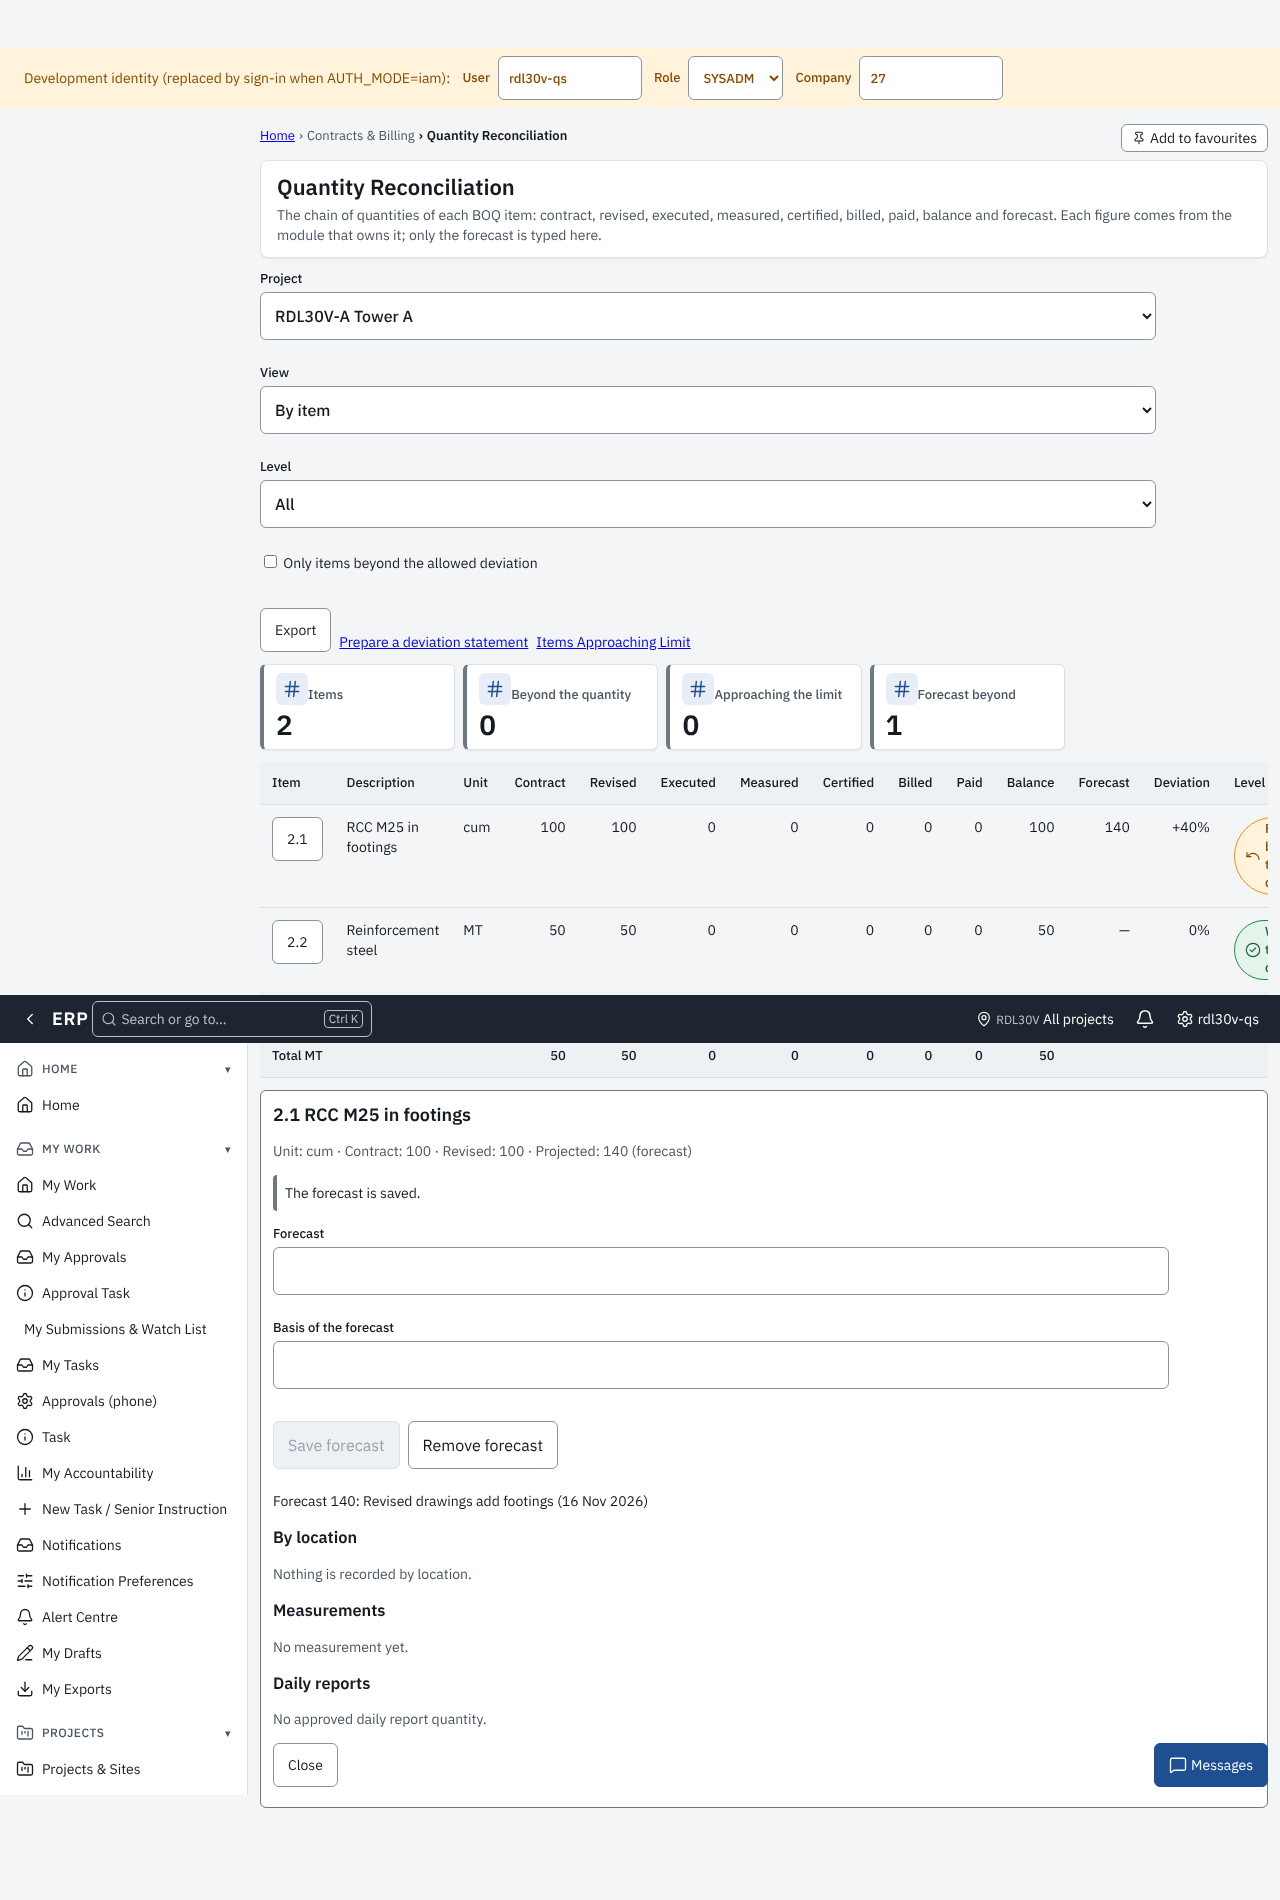 Development identity (replaced by sign-in when AUTH_MODE=iam): User rdl30v-qs Role SYSADM Company 27
Home › Contracts & Billing › Quantity Reconciliation
Add to favourites
Quantity Reconciliation
The chain of quantities of each BOQ item: contract, revised, executed, measured, certified, billed, paid, balance and forecast. Each figure comes from the
module that owns it; only the forecast is typed here.
Project
RDL30V-A Tower A
View
By item
Level
All
Only items beyond the allowed deviation
Export Prepare a deviation statement Items Approaching Limit
Items
2
Beyond the quantity
0
Approaching the limit
0
Forecast beyond
1
Item Description Unit Contract Revised Executed Measured Certified Billed Paid Balance Forecast Deviation Level
2.1 RCC M25 in cum 100 100 0 0 0 0 0 100 140 +40%
footings
2.2 Reinforcement MT 50 50 0 0 0 0 0 50 — 0%
steel
ERP Search or go to... Ctrl K RDL30V All projects rdl30v-qs
Total MT 50 50 0 0 0 0 0 50
HOME
Home
MY WORK
My Work
Advanced Search
My Approvals
Approval Task
My Submissions & Watch List
My Tasks
Approvals (phone)
Task
My Accountability
New Task / Senior Instruction
Notifications
Notification Preferences
Alert Centre
My Drafts
My Exports
PROJECTS
Projects & Sites
2.1 RCC M25 in footings
Unit: cum · Contract: 100 · Revised: 100 · Projected: 140 (forecast)
The forecast is saved.
Forecast
Basis of the forecast
Save forecast Remove forecast
Forecast 140: Revised drawings add footings (16 Nov 2026)
By location
Nothing is recorded by location.
Measurements
No measurement yet.
Daily reports
No approved daily report quantity.
Close
Messages